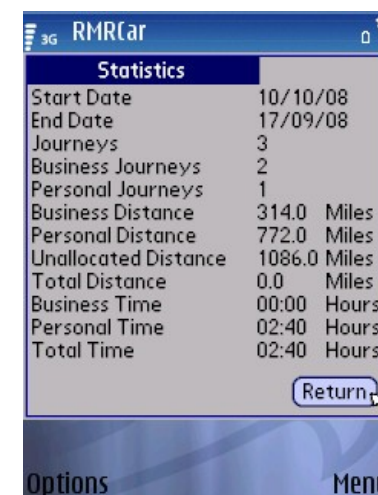 3G RMRCar
Statistics
Start Date 10/10/08
End Date 17/09/08
Journeys 3
Business Journeys 2
Personal Journeys 1
Business Distance 314.0 Miles
Personal Distance 772.0 Miles
Unallocated Distance 1086.0 Miles
Total Distance 0.0 Miles
Business Time 00:00 Hours
Personal Time 02:40 Hours
Total Time 02:40 Hours
Return
Options Menu